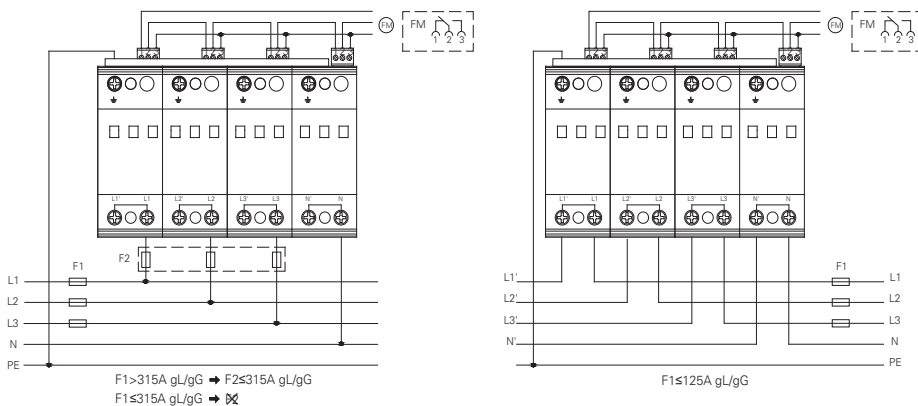 FM FM
1 2 3
L1' L1 L2' L2 L3' L3 N' N
F2
F1
L1
L2
L3
N
PE
F1>315A gL/gG ➡ F2≤315A gL/gG
F1≤315A gL/gG ➡
FM FM
1 2 3
L1' L1 L2' L2 L3' L3 N' N
F1
L1' L1
L2' L2
L3' L3
N' N
PE
F1≤125A gL/gG